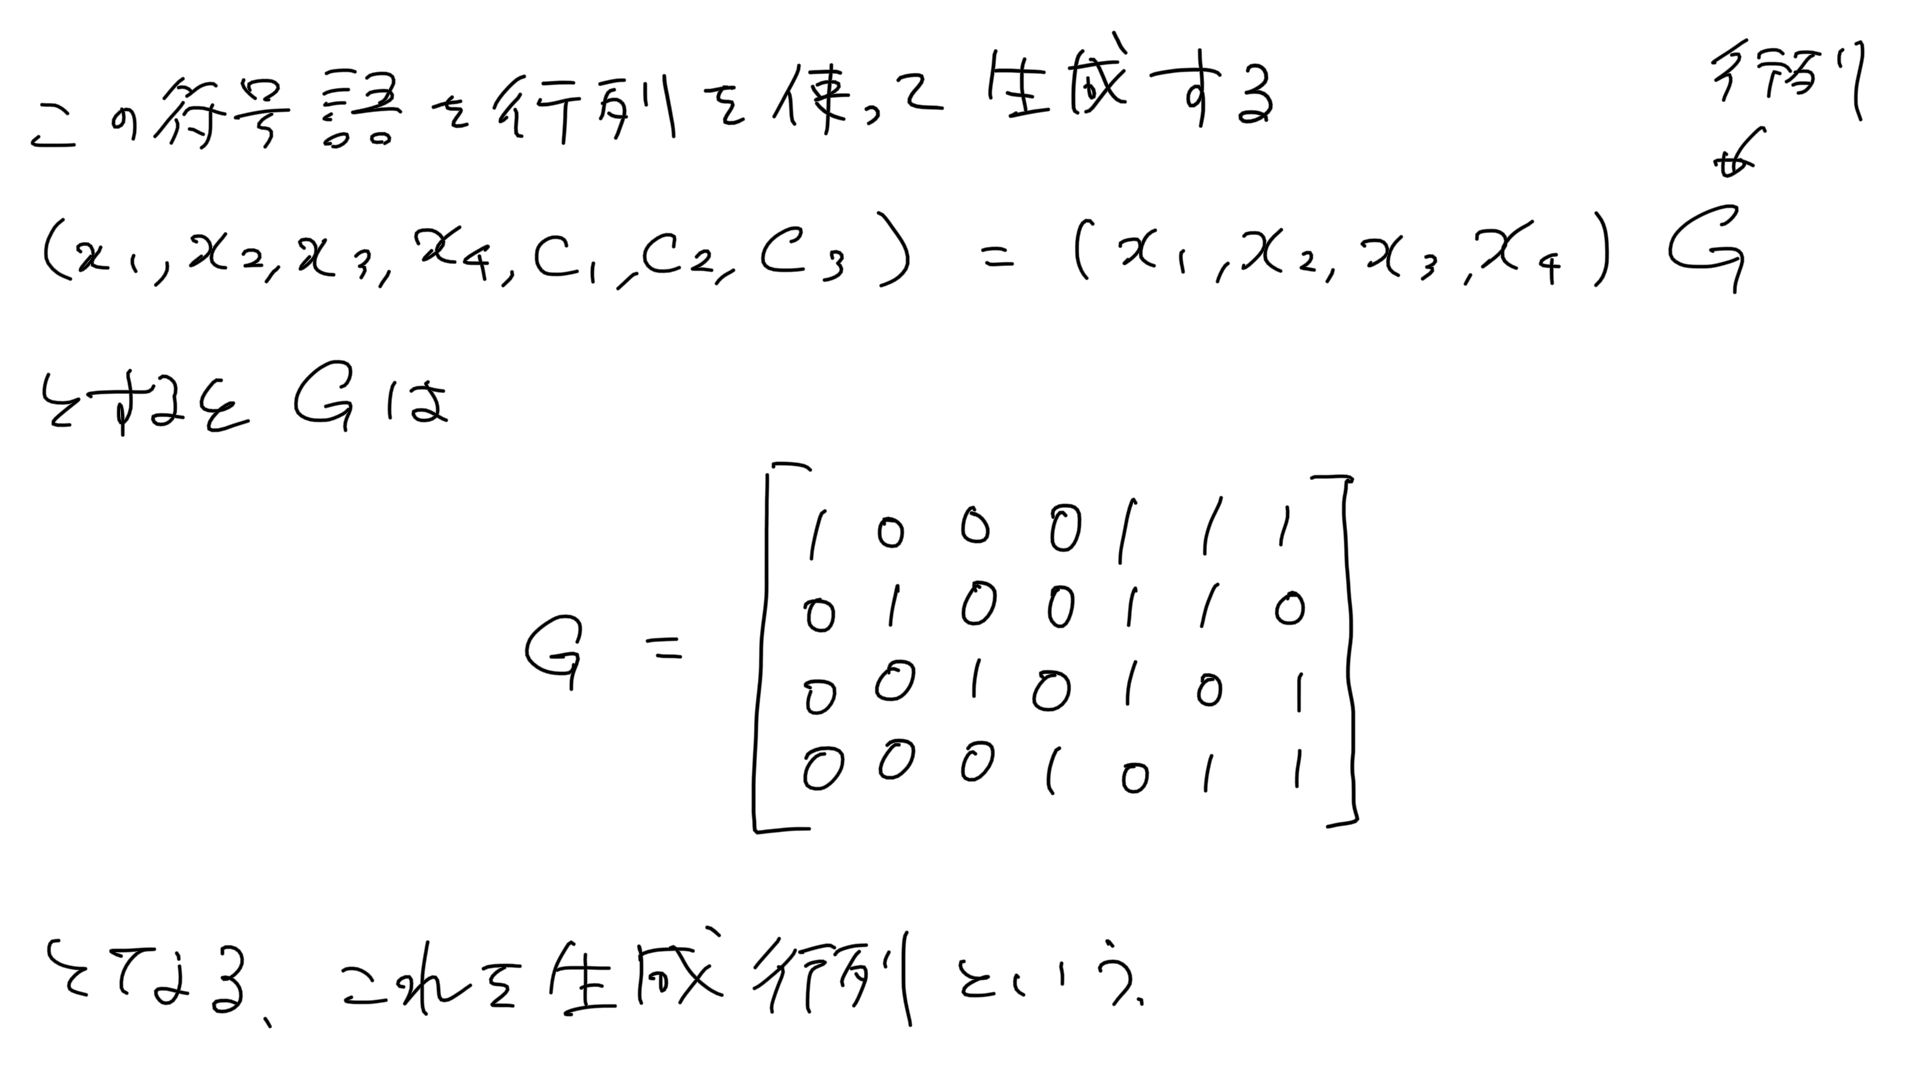 この符号語を行列を使って生成する 行列
(x1,x2,x3,x4,C1,C2,C3) = (x1,x2,x3,x4) G
とすると Gは
1 0 0 0 1 1 1
0 1 0 0 1 1 0
G = 0 0 1 0 1 0 1
0 0 0 1 0 1 1
となる、これを生成行列という.